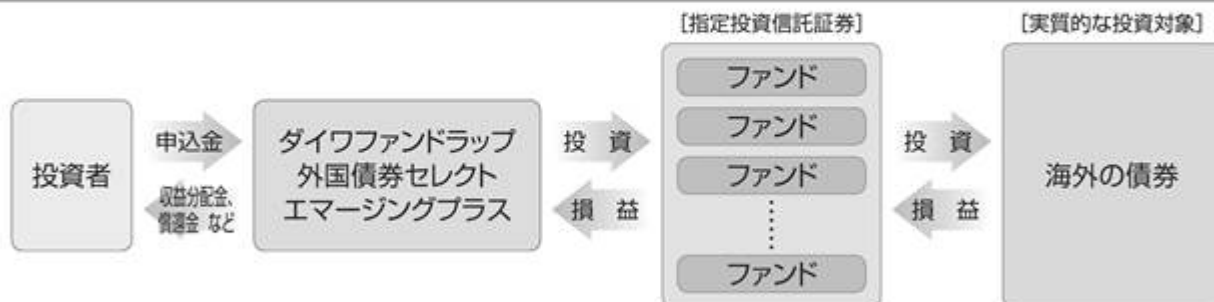 [指定投資信託証券]
[実質的な投資対象]
投資者
申込金
収益分配金、
償還金 など
ダイワファンドラップ
外国債券セレクト
エマージングプラス
投 資
損 益
ファンド
ファンド
ファンド
ファンド
投 資
損 益
海外の債券